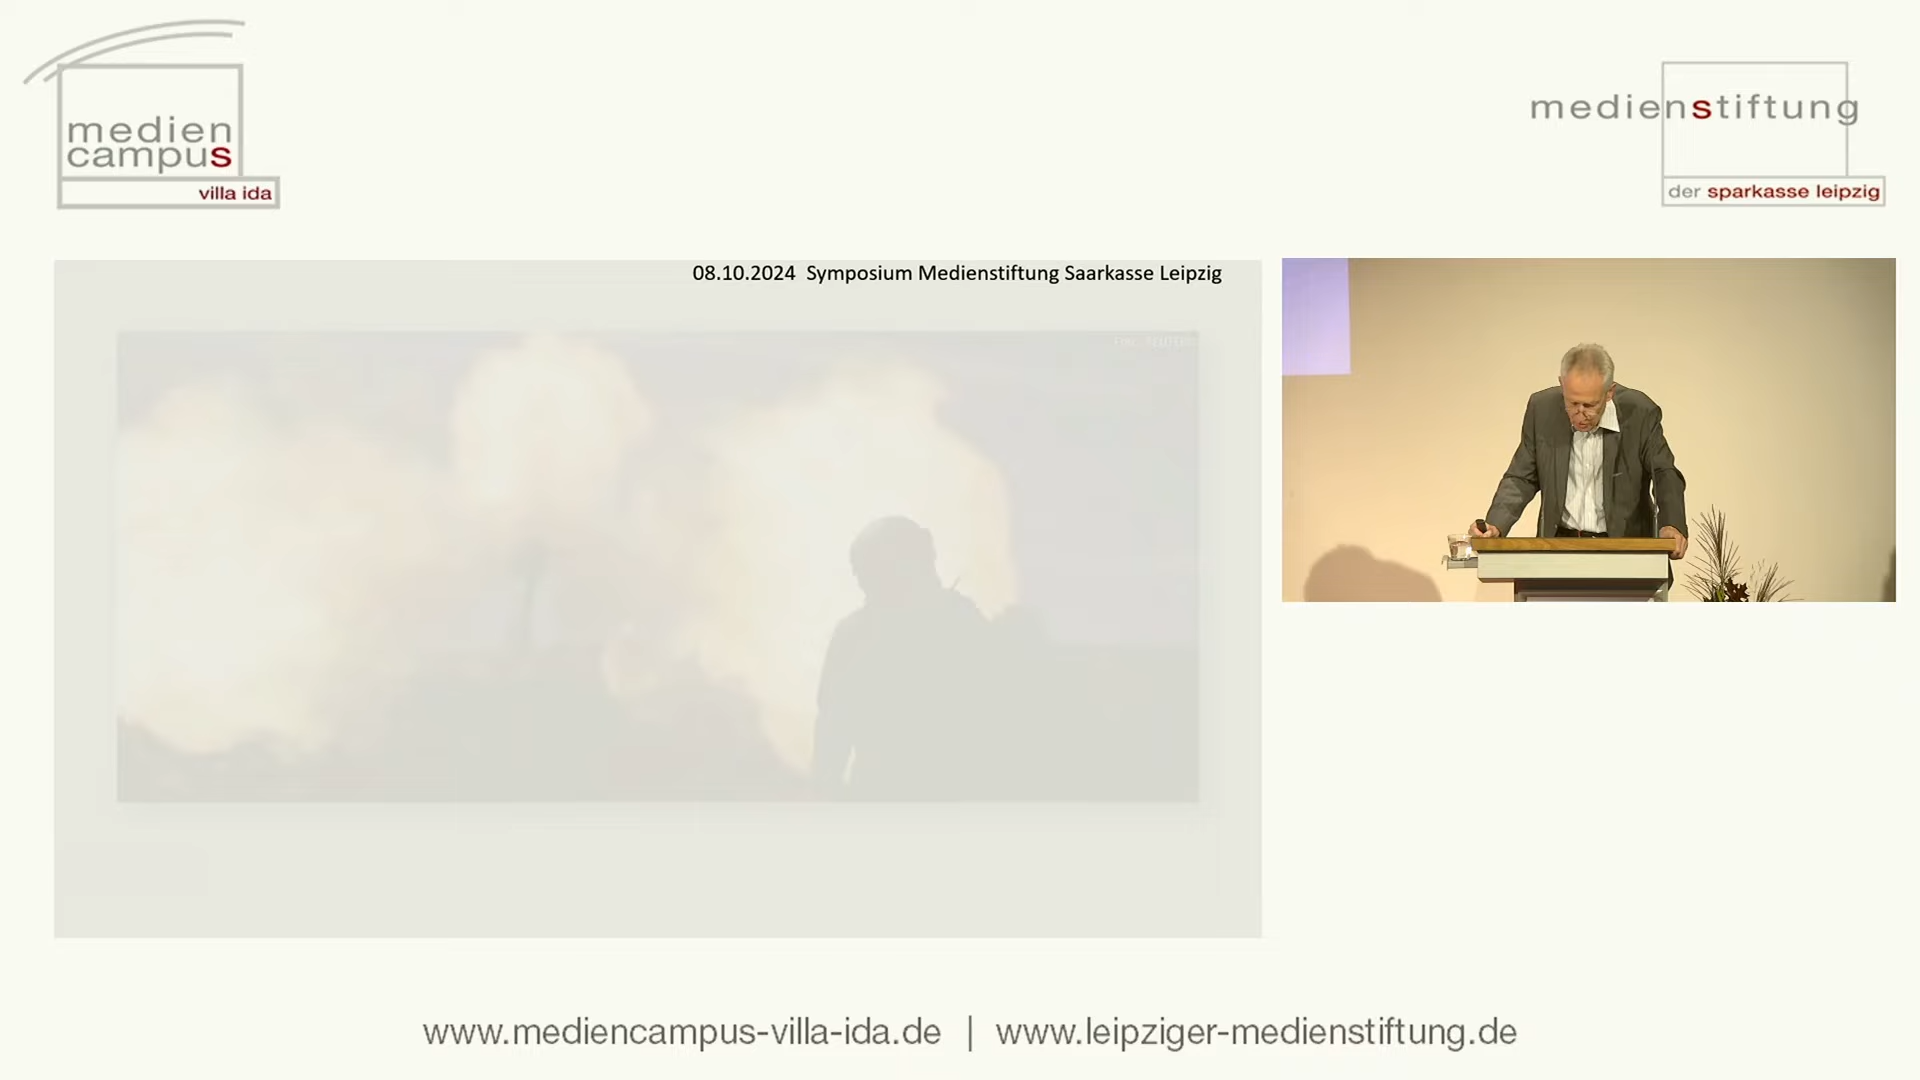 medien
campus
villa ida
medienstiftung
der sparkasse leipzig
08.10.2024 Symposium Medienstiftung Saarkasse Leipzig
www.mediencampus-villa-ida.de | www.leipziger-medienstiftung.de